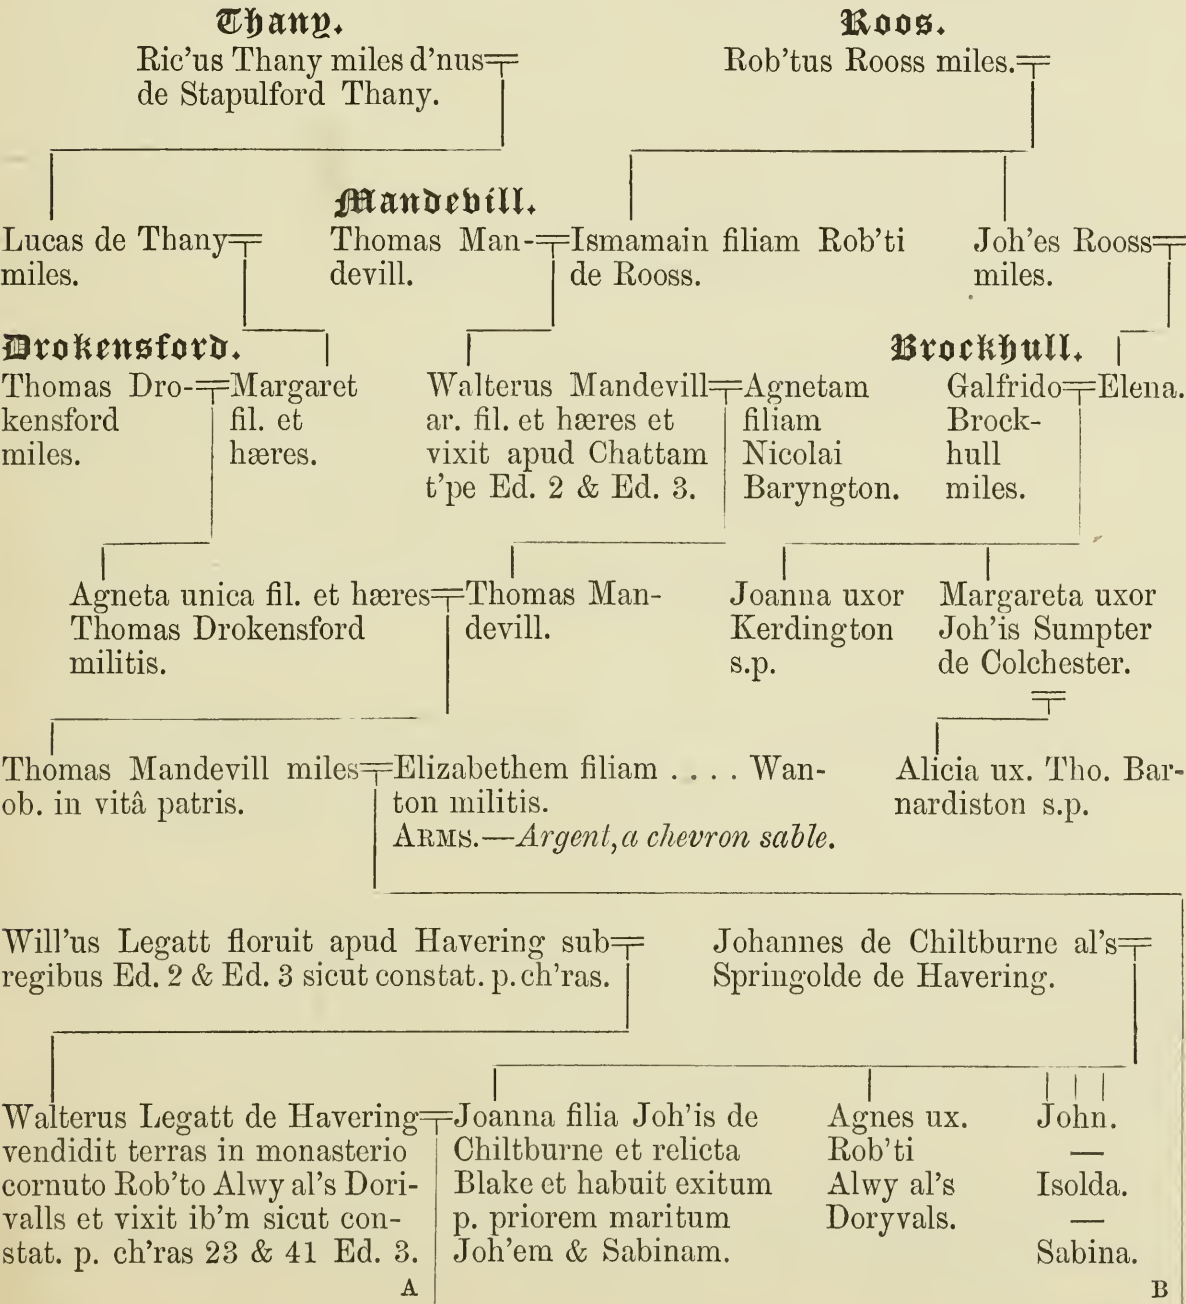 Thany.
Ric'us Thany miles d'nus
de Stapulford Thany.
Roos.
Rob'tus Rooss miles.
Lucas de Thany
miles.
Mandevill.
Thomas Man-
devill.
Ismamain filiam Rob'ti
de Rooss.
Joh'es Rooss
miles.
Drokensford.
Thomas Dro-
kensford
miles.
Margaret
fil. et
hæres.
Walterus Mandevill
ar. fil. et hæres et
vixit apud Chattam
t'pe Ed. 2 & Ed. 3.
Agnetam
filiam
Nicolai
Baryngton.
Brockhull.
Galfrido
Brock-
hull
miles.
Elena.
Agneta unica fil. et hæres
Thomas Drokensford
militis.
Thomas Man-
devill.
Joanna uxor
Kerdington
s.p.
Margareta uxor
Joh'is Sumpter
de Colchester.
Thomas Mandevill miles
ob. in vitâ patris.
Elizabethem filiam . . . . Wan-
ton militis.
ARMS.—Argent, a chevron sable.
Alicia ux. Tho. Bar-
nardiston s.p.
Will'us Legatt floruit apud Havering sub
regibus Ed. 2 & Ed. 3 sicut constat. p. ch'ras.
Johannes de Chiltburne al's
Springolde de Havering.
Walterus Legatt de Havering
vendidit terras in monasterio
cornuto Rob'to Alwy al's Dori-
valls et vixit ib'm sicut con-
stat. p. ch'ras 23 & 41 Ed. 3.
A
Joanna filia Joh'is de
Chiltburne et relicta
Blake et habuit exitum
p. priorem maritum
Joh'em & Sabinam.
Agnes ux.
Rob'ti
Alwy al's
Doryvals.
John.
—
Isolda.
—
Sabina.
B